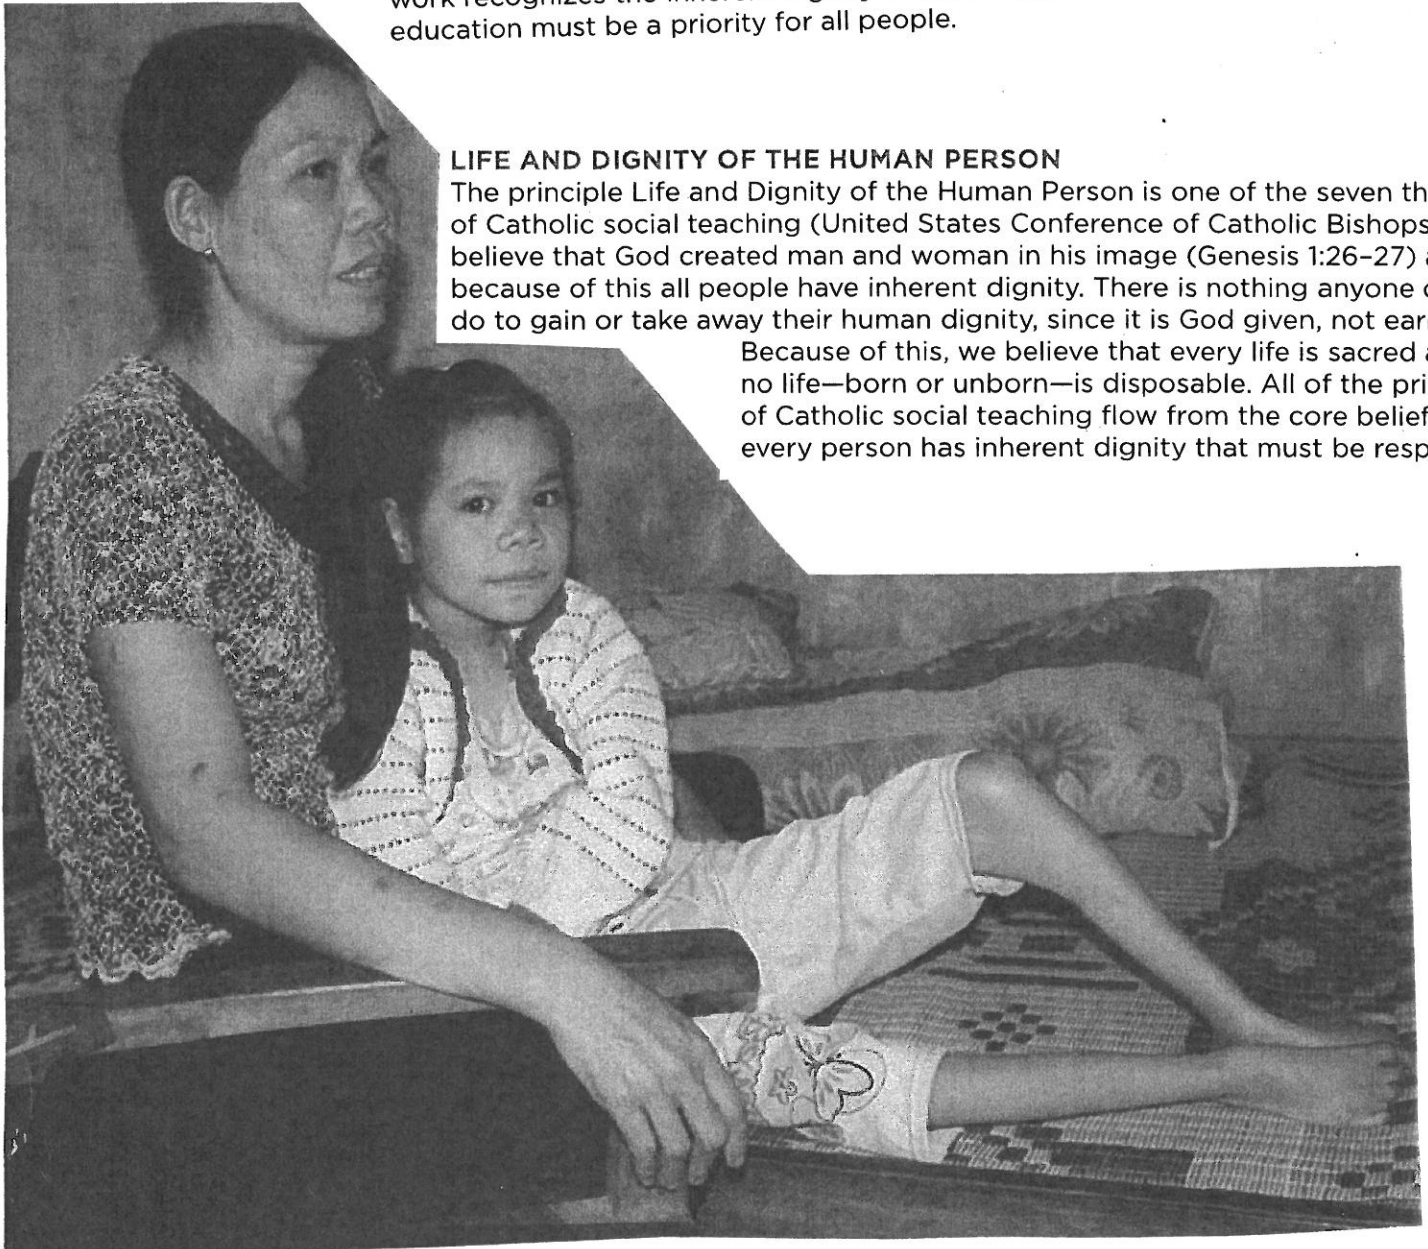 work recognizes the inherent
education must be a priority for all people.
LIFE AND DIGNITY OF THE HUMAN PERSON
The principle Life and Dignity of the Human Person is one of the seven
of Catholic social teaching (United States Conference of Catholic Bishops
believe that God created man and woman in his image (Genesis 1:26–27)
because of this all people have inherent dignity. There is nothing anyone
do to gain or take away their human dignity, since it is God given, not
Because of this, we believe that every life is sacred
no life—born or unborn—is disposable. All of the
of Catholic social teaching flow from the core belief
every person has inherent dignity that must be